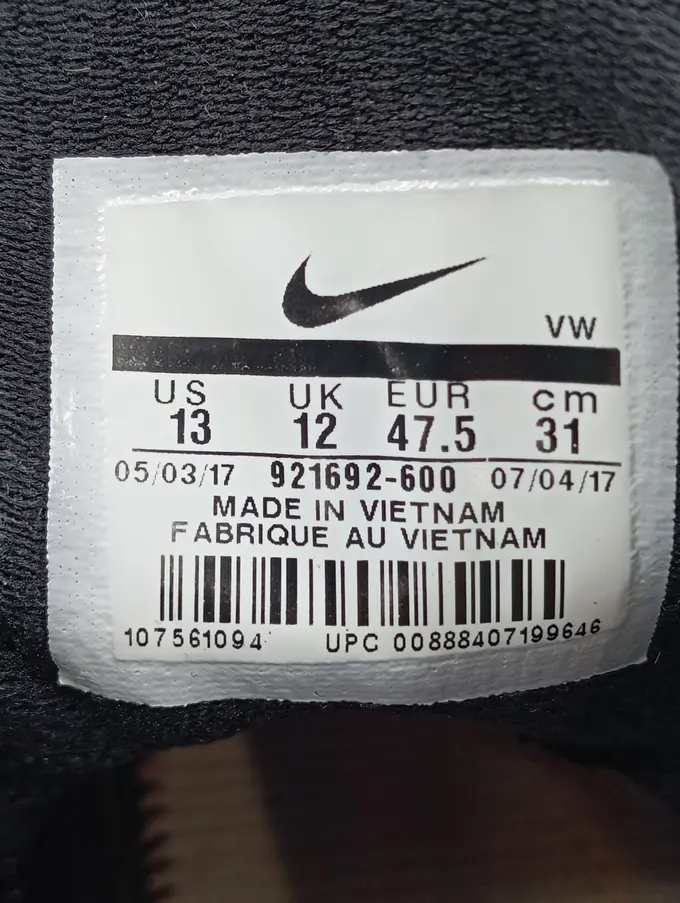 VW
US UK EUR cm
13 12 47.5 31
05/03/17 921692-600 07/04/17
MADE IN VIETNAM
FABRIQUE AU VIETNAM
107561094 UPC 00888407199646